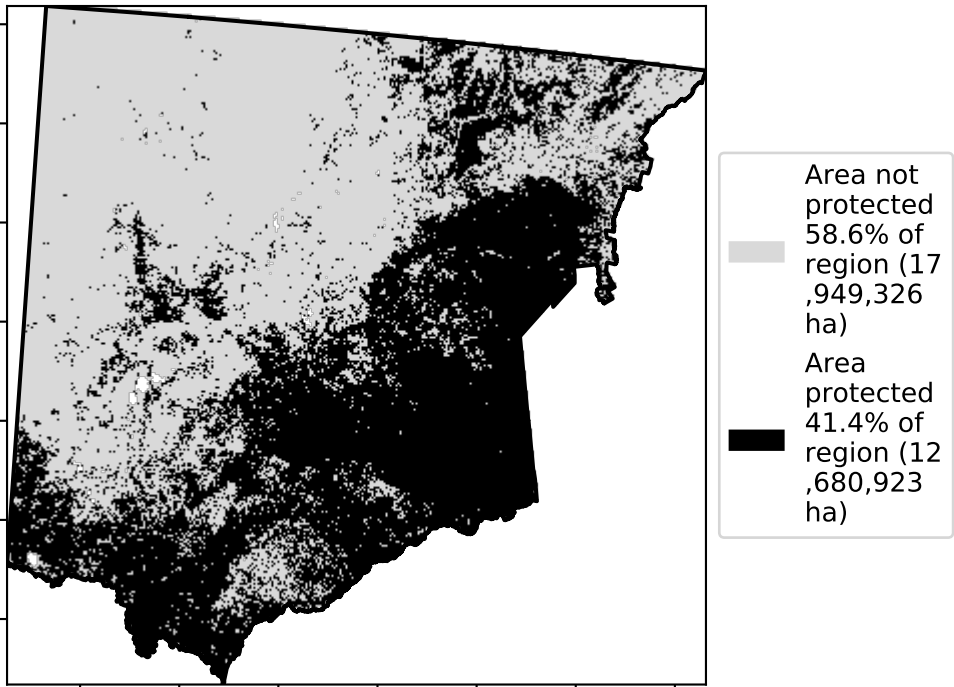 Area not
protected
58.6% of
region (17
,949,326
ha)
Area
protected
41.4% of
region (12
,680,923
ha)